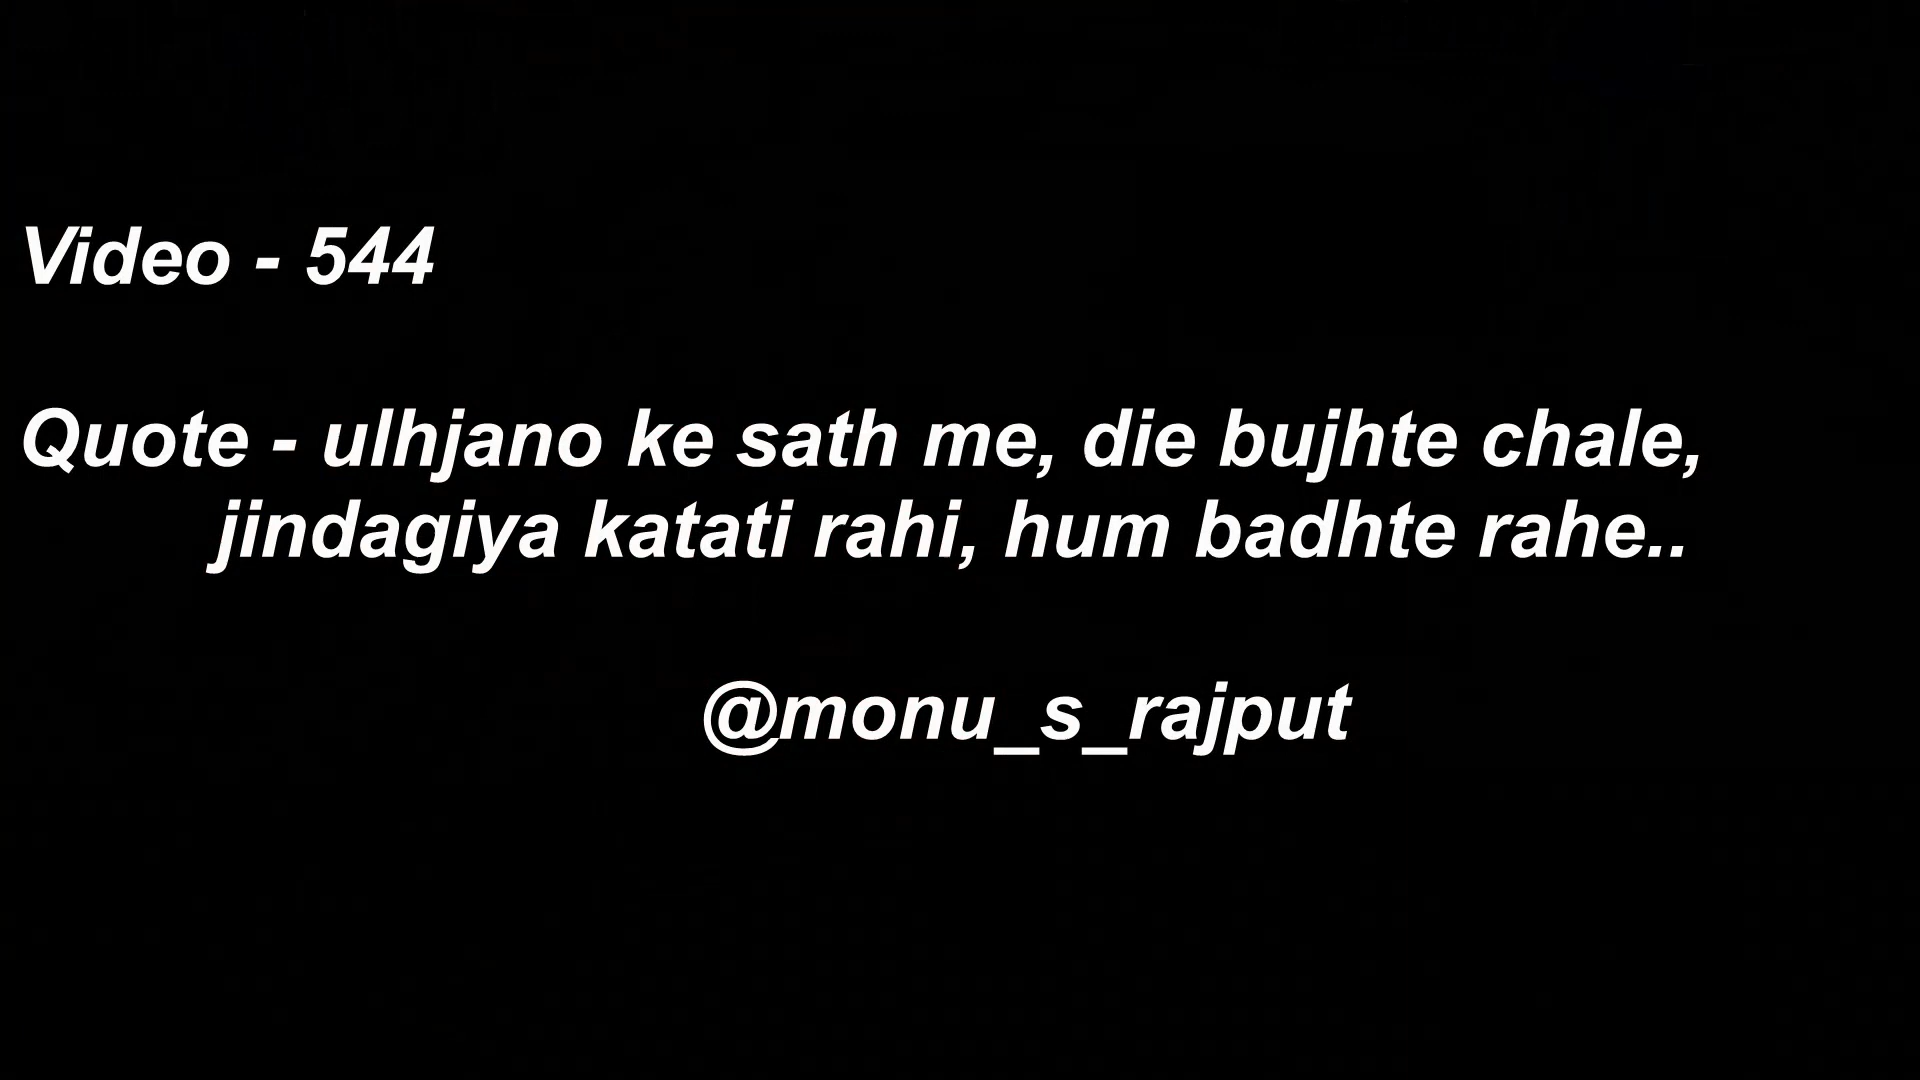 Video - 544
Quote - ulhjano ke sath me, die bujhte chale,
jindagiya katati rahi, hum badhte rahe..
@monu_s_rajput